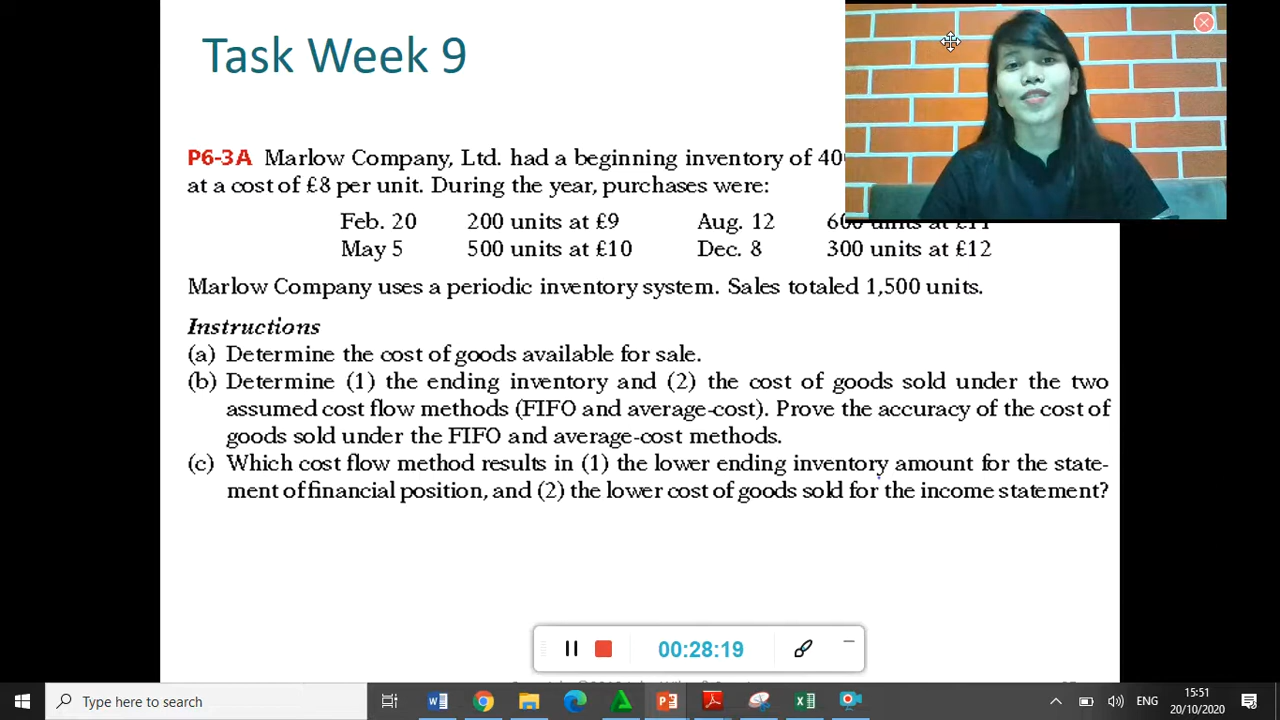 Task Week 9
P6-3A Marlow Company, Ltd. had a beginning inventory of 40
at a cost of £8 per unit. During the year, purchases were:
Feb. 20 200 units at £9 Aug. 12 600 units at £11
May 5 500 units at £10 Dec. 8 300 units at £12
Marlow Company uses a periodic inventory system. Sales totaled 1,500 units.
Instructions
(a) Determine the cost of goods available for sale.
(b) Determine (1) the ending inventory and (2) the cost of goods sold under the two
assumed cost flow methods (FIFO and average-cost). Prove the accuracy of the cost of
goods sold under the FIFO and average-cost methods.
(c) Which cost flow method results in (1) the lower ending inventory amount for the state-
ment of financial position, and (2) the lower cost of goods sold for the income statement?
00:28:19
Type here to search
ENG
15:51
20/10/2020